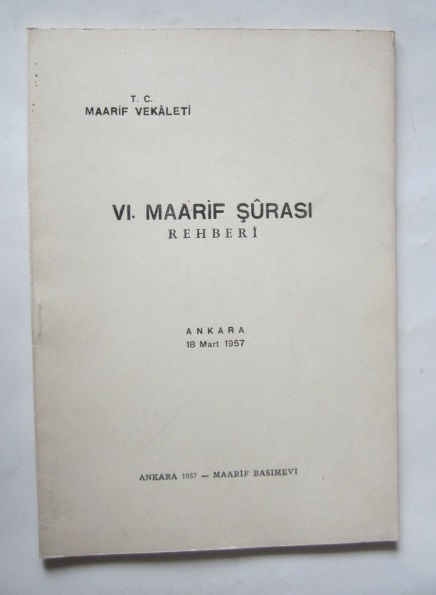 T. C.
MAARİF VEKÂLETİ
VI. MAARİF ŞÛRASI
REHBERİ
ANKARA
18 Mart 1957
ANKARA 1957 — MAARİF BASIMEVİ